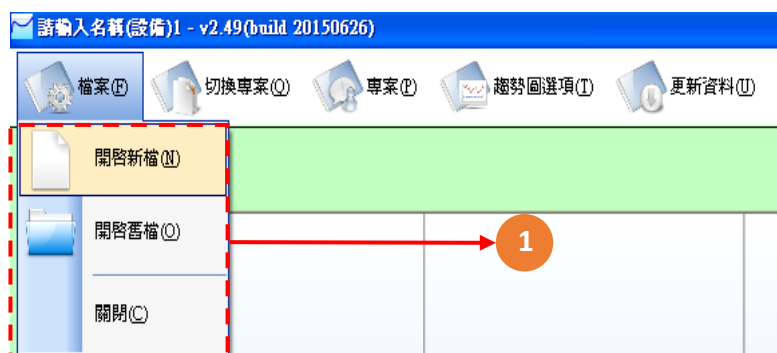 請輸入名稱(設備)1 - v2.49(build 20150626)
檔案(F) 切換專案(Q) 專案(P) 趨勢圖選項(T) 更新資料(U)
開啓新檔(N)
開啓舊檔(O)
1
關閉(C)